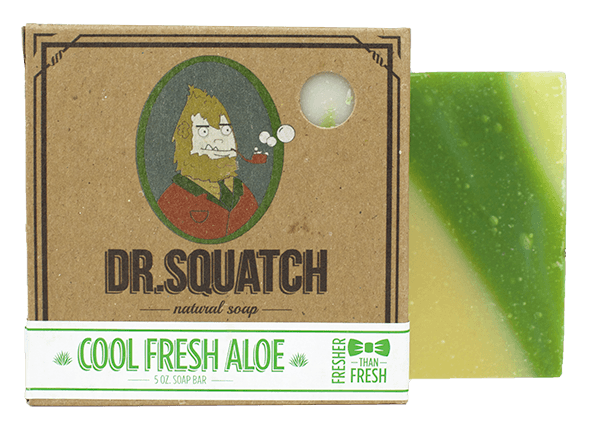 DR.SQUATCH
natural soap
COOL FRESH ALOE
5 OZ. SOAP BAR
FRESHER
THAN
FRESH